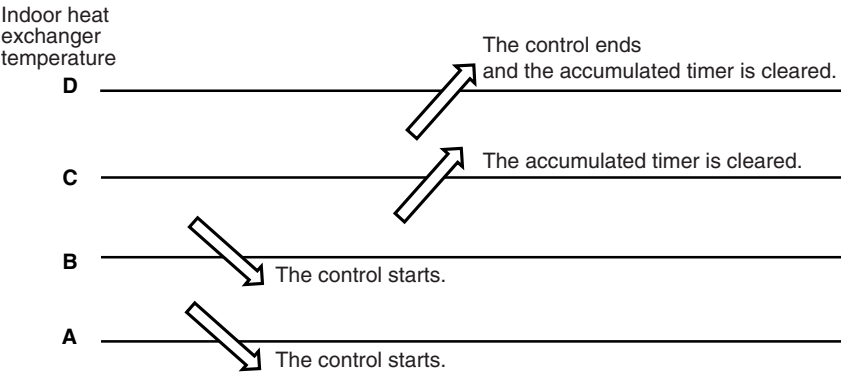 Indoor heat
exchanger
temperature
The control ends
and the accumulated timer is cleared.
D
The accumulated timer is cleared.
C
B
The control starts.
A
The control starts.